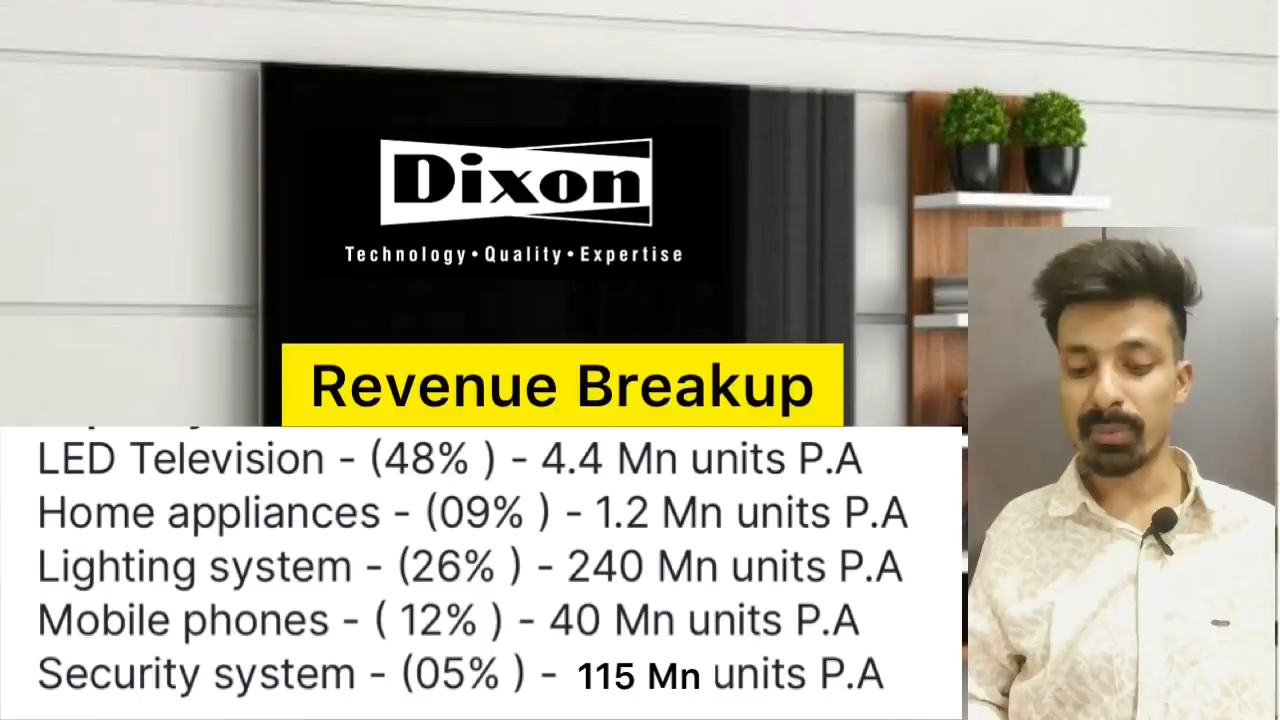 Dixon
Technology • Quality • Expertise
Revenue Breakup
LED Television - (48% ) - 4.4 Mn units P.A
Home appliances - (09% ) - 1.2 Mn units P.A
Lighting system - (26% ) - 240 Mn units P.A
Mobile phones - ( 12% ) - 40 Mn units P.A
Security system - (05% ) - 115 Mn units P.A